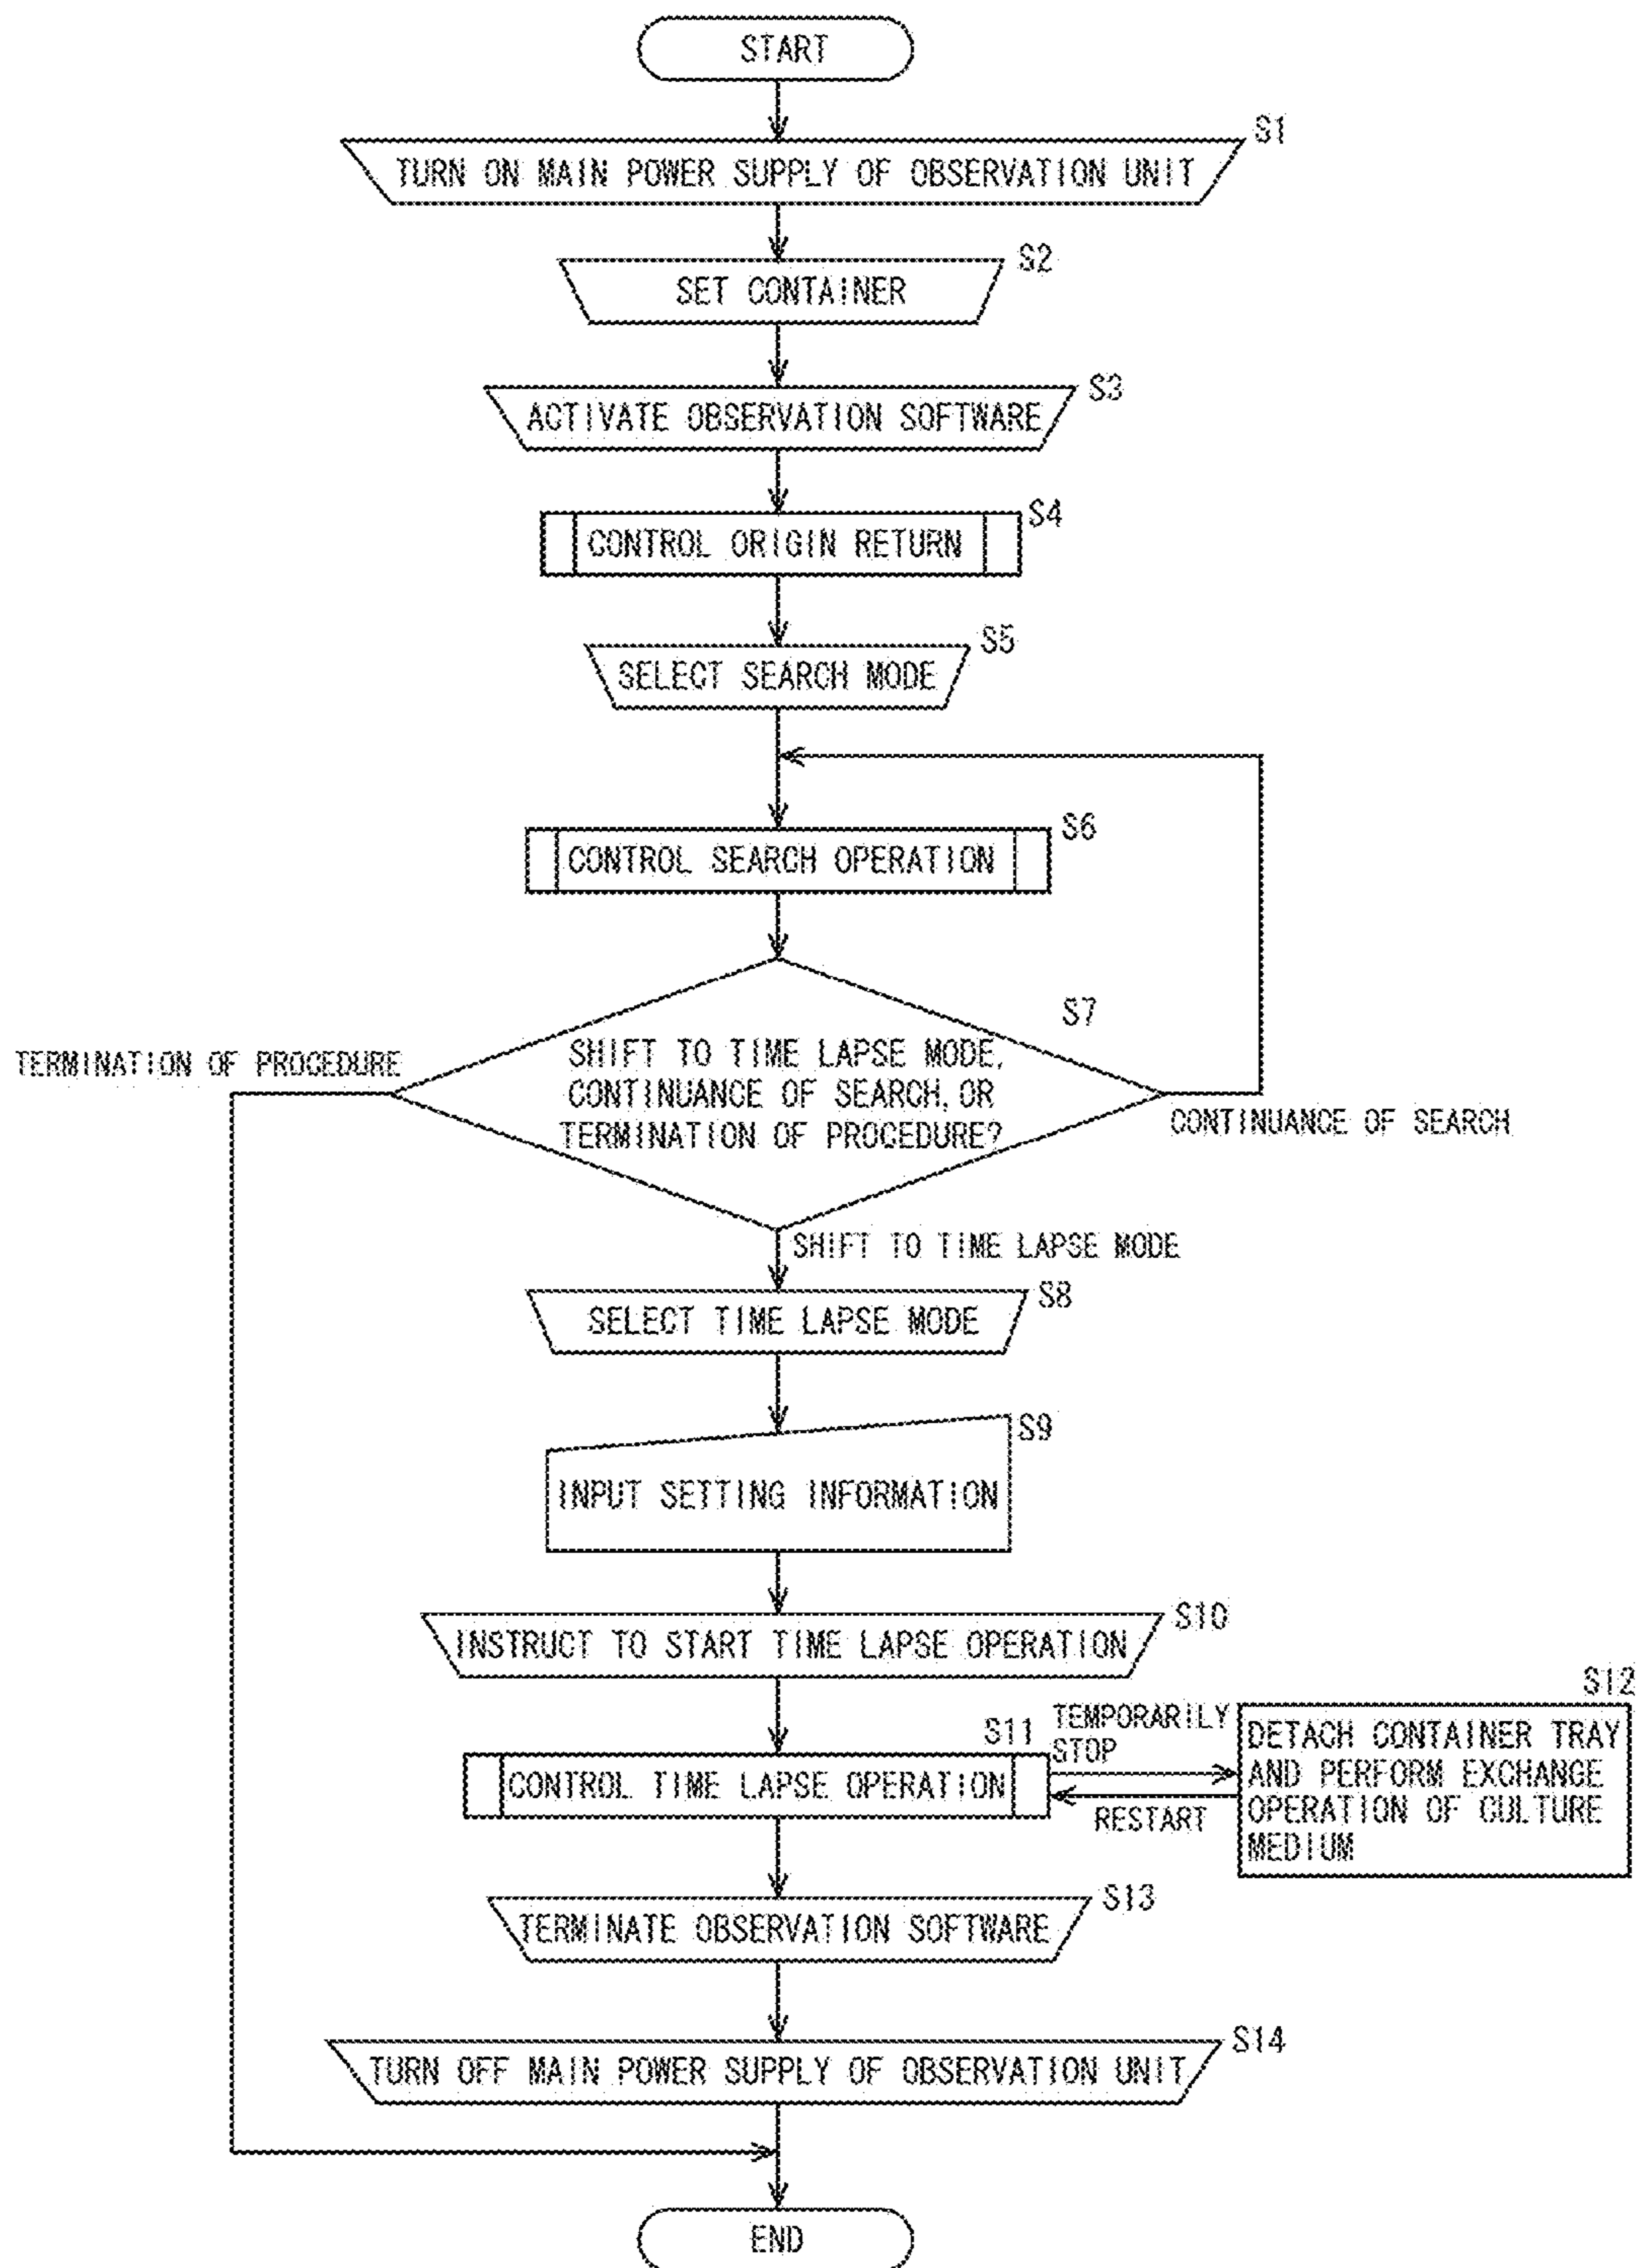 START
S1
TURN ON MAIN POWER SUPPLY OF OBSERVATION UNIT
S2
SET CONTAINER
S3
ACTIVATE OBSERVATION SOFTWARE
S4
CONTROL ORIGIN RETURN
S5
SELECT SEARCH MODE
S6
CONTROL SEARCH OPERATION
S7
SHIFT TO TIME LAPSE MODE,
CONTINUANCE OF SEARCH, OR
TERMINATION OF PROCEDURE?
TERMINATION OF PROCEDURE
CONTINUANCE OF SEARCH
SHIFT TO TIME LAPSE MODE
S8
SELECT TIME LAPSE MODE
S9
INPUT SETTING INFORMATION
S10
INSTRUCT TO START TIME LAPSE OPERATION
S11
CONTROL TIME LAPSE OPERATION
TEMPORARILY
STOP
RESTART
S12
DETACH CONTAINER TRAY
AND PERFORM EXCHANGE
OPERATION OF CULTURE
MEDIUM
S13
TERMINATE OBSERVATION SOFTWARE
S14
TURN OFF MAIN POWER SUPPLY OF OBSERVATION UNIT
END